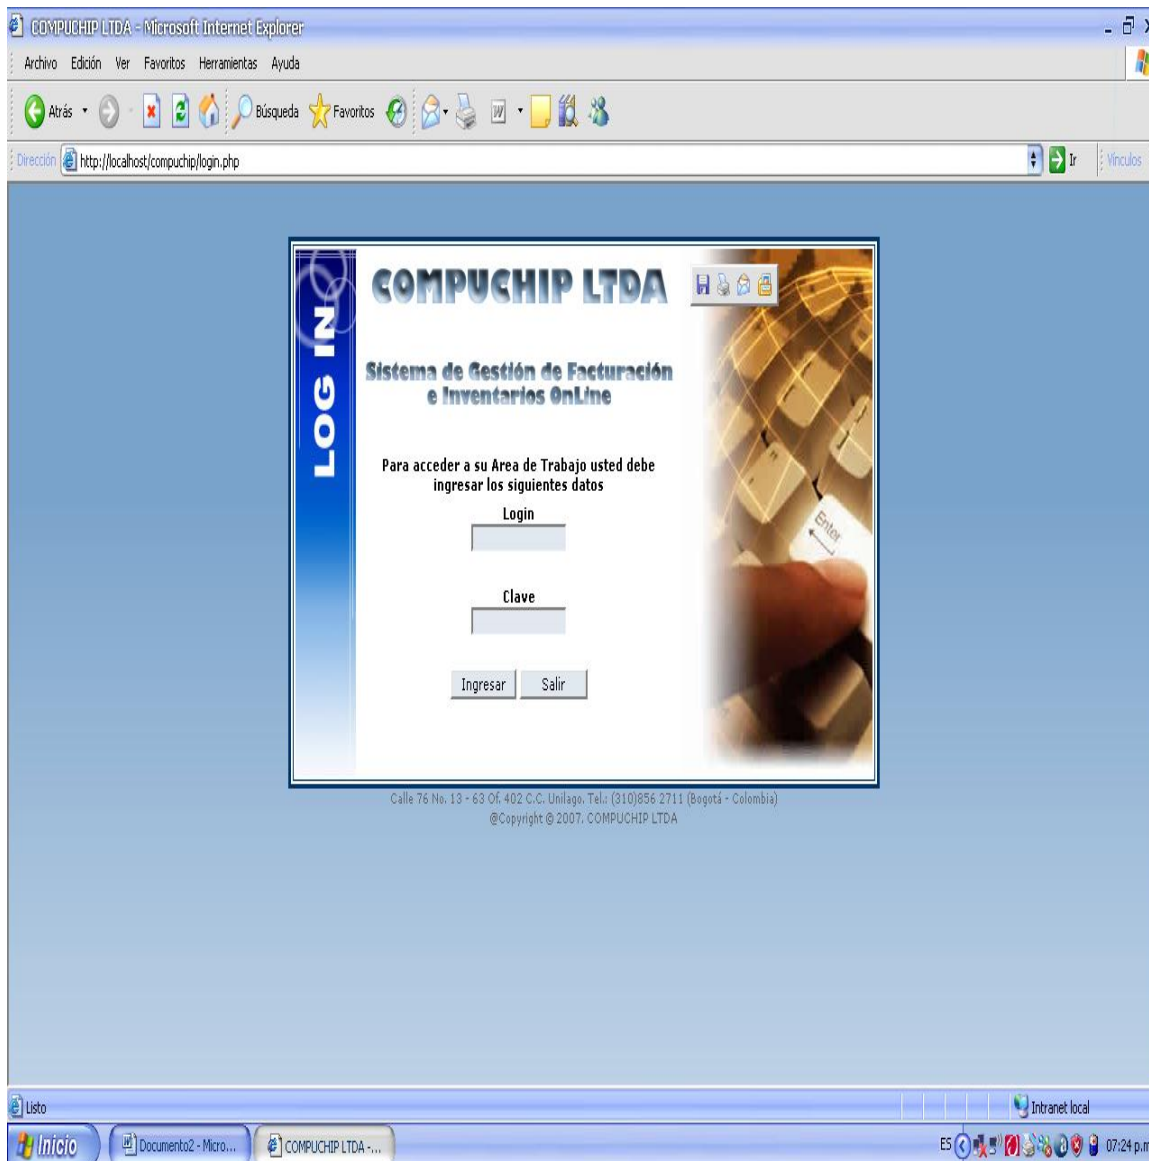 COMPUCHIP LTDA - Microsoft Internet Explorer
Archivo Edición Ver Favoritos Herramientas Ayuda
Atrás Búsqueda Favoritos
Dirección http://localhost/compuchip/login.php Ir Vínculos
LOG IN
COMPUCHIP LTDA
Sistema de Gestión de Facturación
e Inventarios OnLine
Para acceder a su Area de Trabajo usted debe
ingresar los siguientes datos
Login
Clave
Ingresar Salir
Enter
Calle 76 No. 13 - 63 Of. 402 C.C. Unilago. Tel.: (310)856 2711 (Bogotá - Colombia)
@Copyright © 2007. COMPUCHIP LTDA
Listo Intranet local
Inicio Documento2 - Micro... COMPUCHIP LTDA -... ES 07:24 p.m